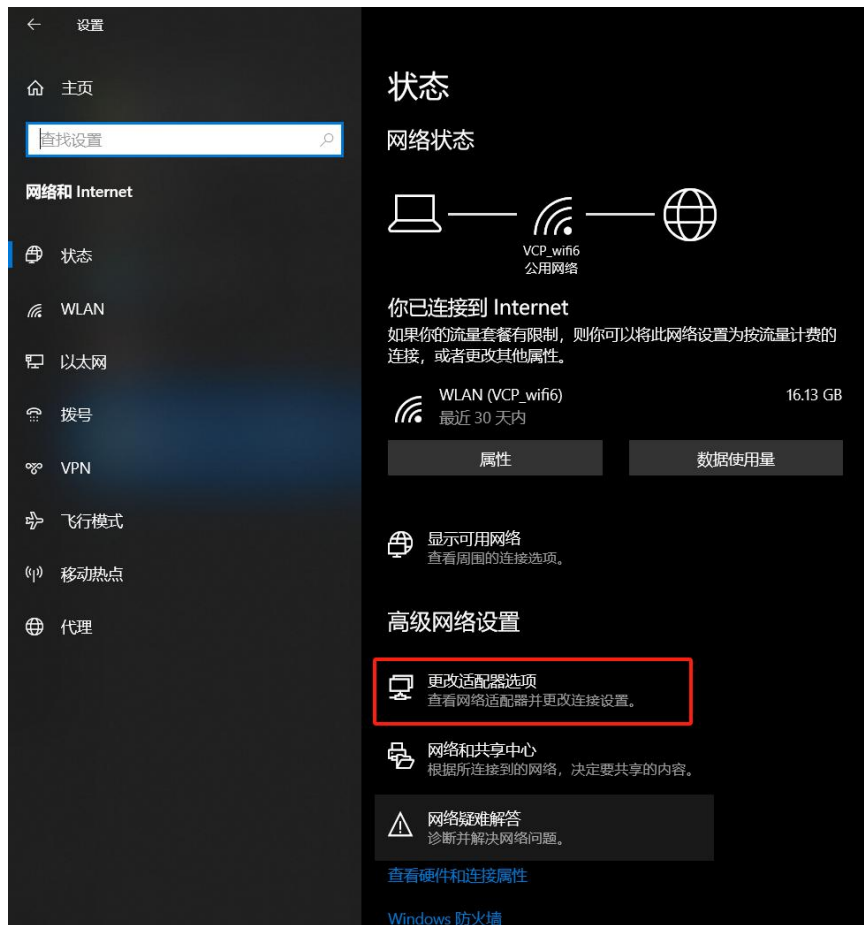 设置
主页
查找设置
网络和 Internet
状态
WLAN
以太网
拨号
VPN
飞行模式
移动热点
代理
状态
网络状态
VCP_wifi6
公用网络
你已连接到 Internet
如果你的流量套餐有限制，则你可以将此网络设置为按流量计费的
连接，或者更改其他属性。
WLAN (VCP_wifi6) 16.13 GB
最近 30 天内
属性 数据使用量
显示可用网络
查看周围的连接选项。
高级网络设置
更改适配器选项
查看网络适配器并更改连接设置。
网络和共享中心
根据所连接到的网络，决定要共享的内容。
网络疑难解答
诊断并解决网络问题。
查看硬件和连接属性
Windows 防火墙